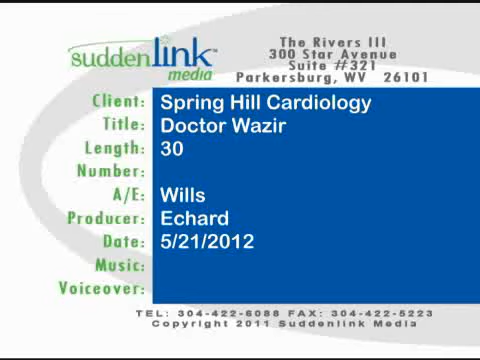 suddenlink™
media
The Rivers III
300 Star Avenue
Suite #321
Parkersburg, WV 26101
Client: Spring Hill Cardiology
Title: Doctor Wazir
Length: 30
Number:
A/E: Wills
Producer: Echard
Date: 5/21/2012
Music:
Voiceover:
TEL: 304-422-6088 FAX: 304-422-5223
Copyright 2011 Suddenlink Media